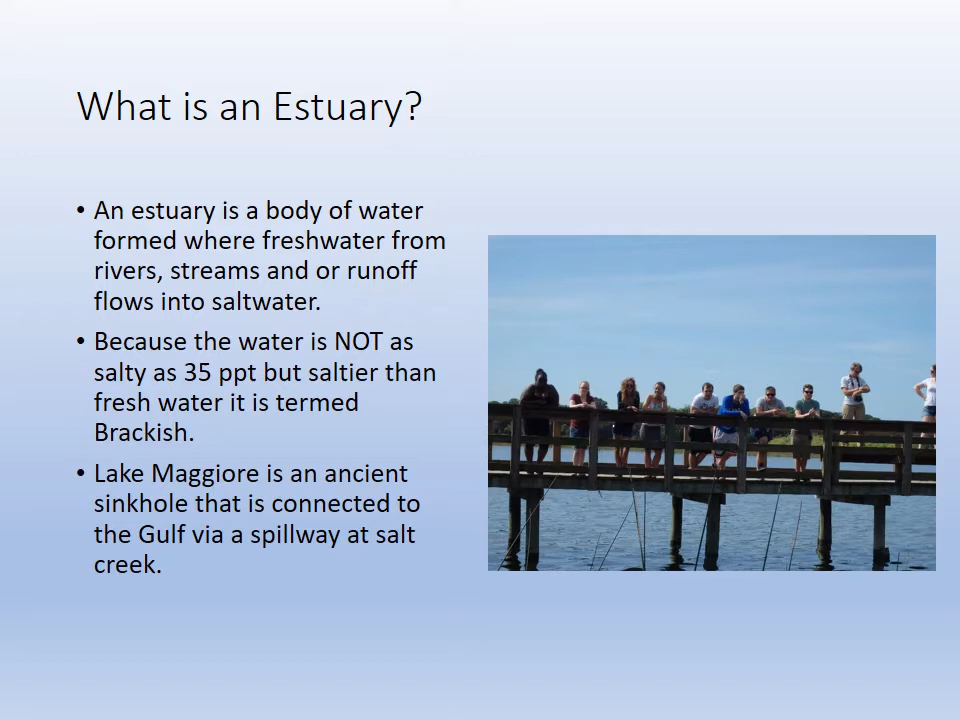 What is an Estuary?
• An estuary is a body of water
formed where freshwater from
rivers, streams and or runoff
flows into saltwater.
• Because the water is NOT as
salty as 35 ppt but saltier than
fresh water it is termed
Brackish.
• Lake Maggiore is an ancient
sinkhole that is connected to
the Gulf via a spillway at salt
creek.